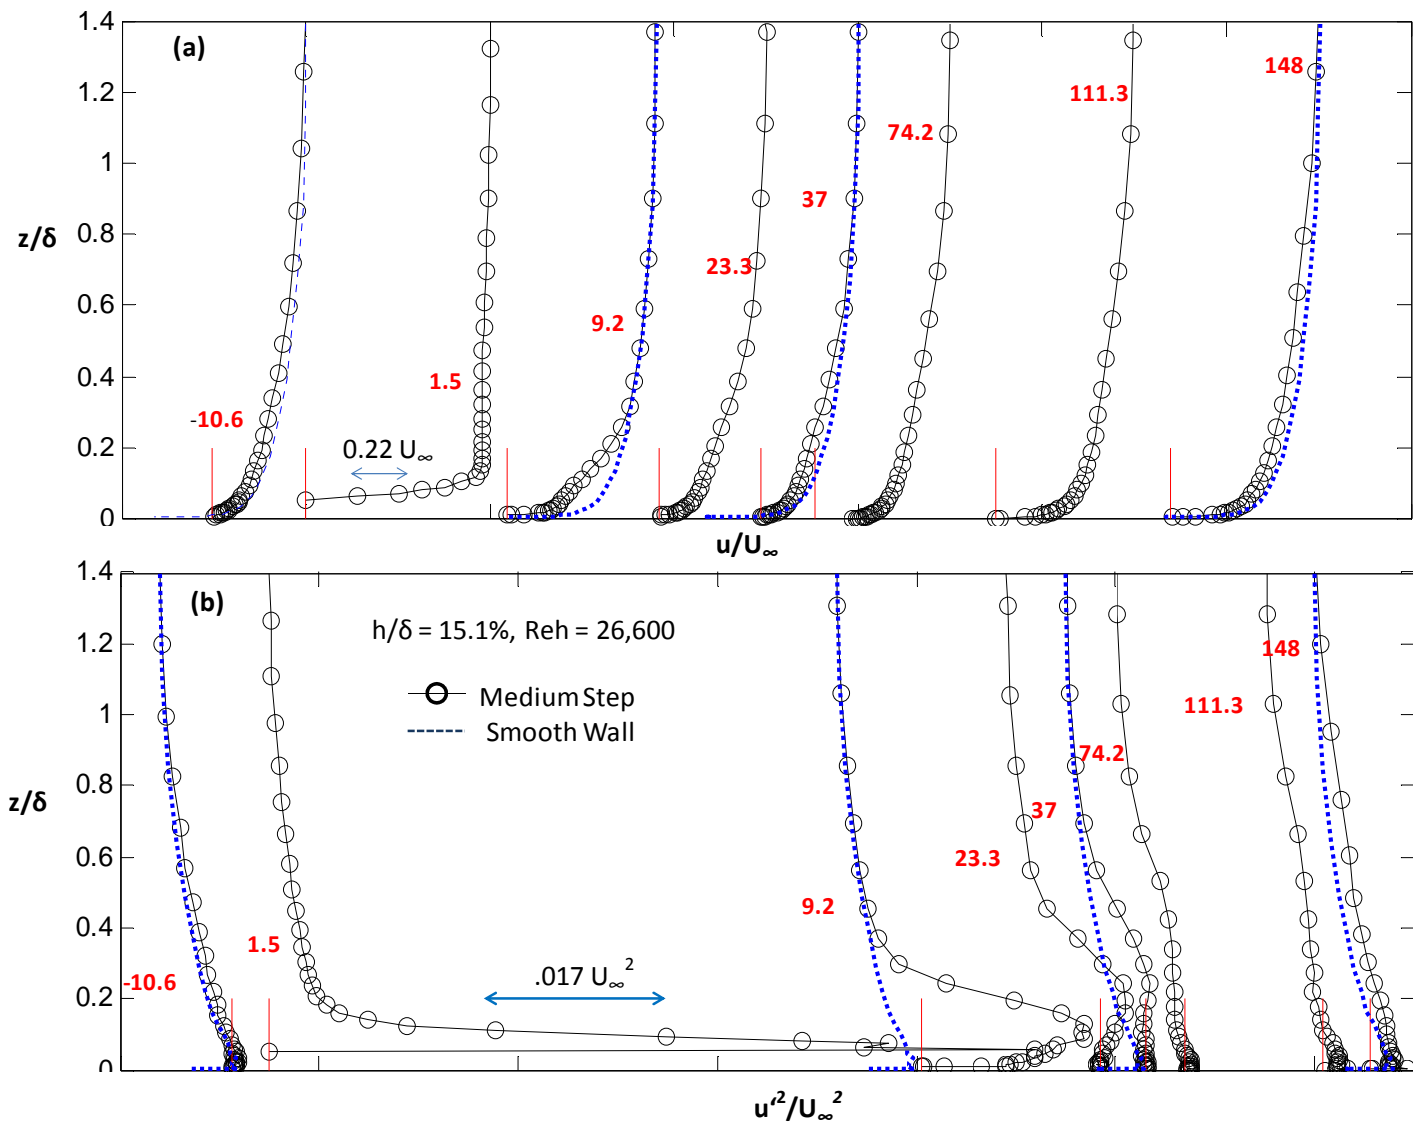 (a)
1.4
1.2
1
0.8
0.6
0.4
0.2
0
z/δ
-10.6
1.5
0.22 U∞
9.2
23.3
37
74.2
111.3
148
u/U∞
(b)
1.4
1.2
1
0.8
0.6
0.4
0.2
0
z/δ
h/δ = 15.1%, Reh = 26,600
Medium Step
Smooth Wall
-10.6
1.5
.017 U∞²
9.2
23.3
37
74.2
111.3
148
u'²/U∞²